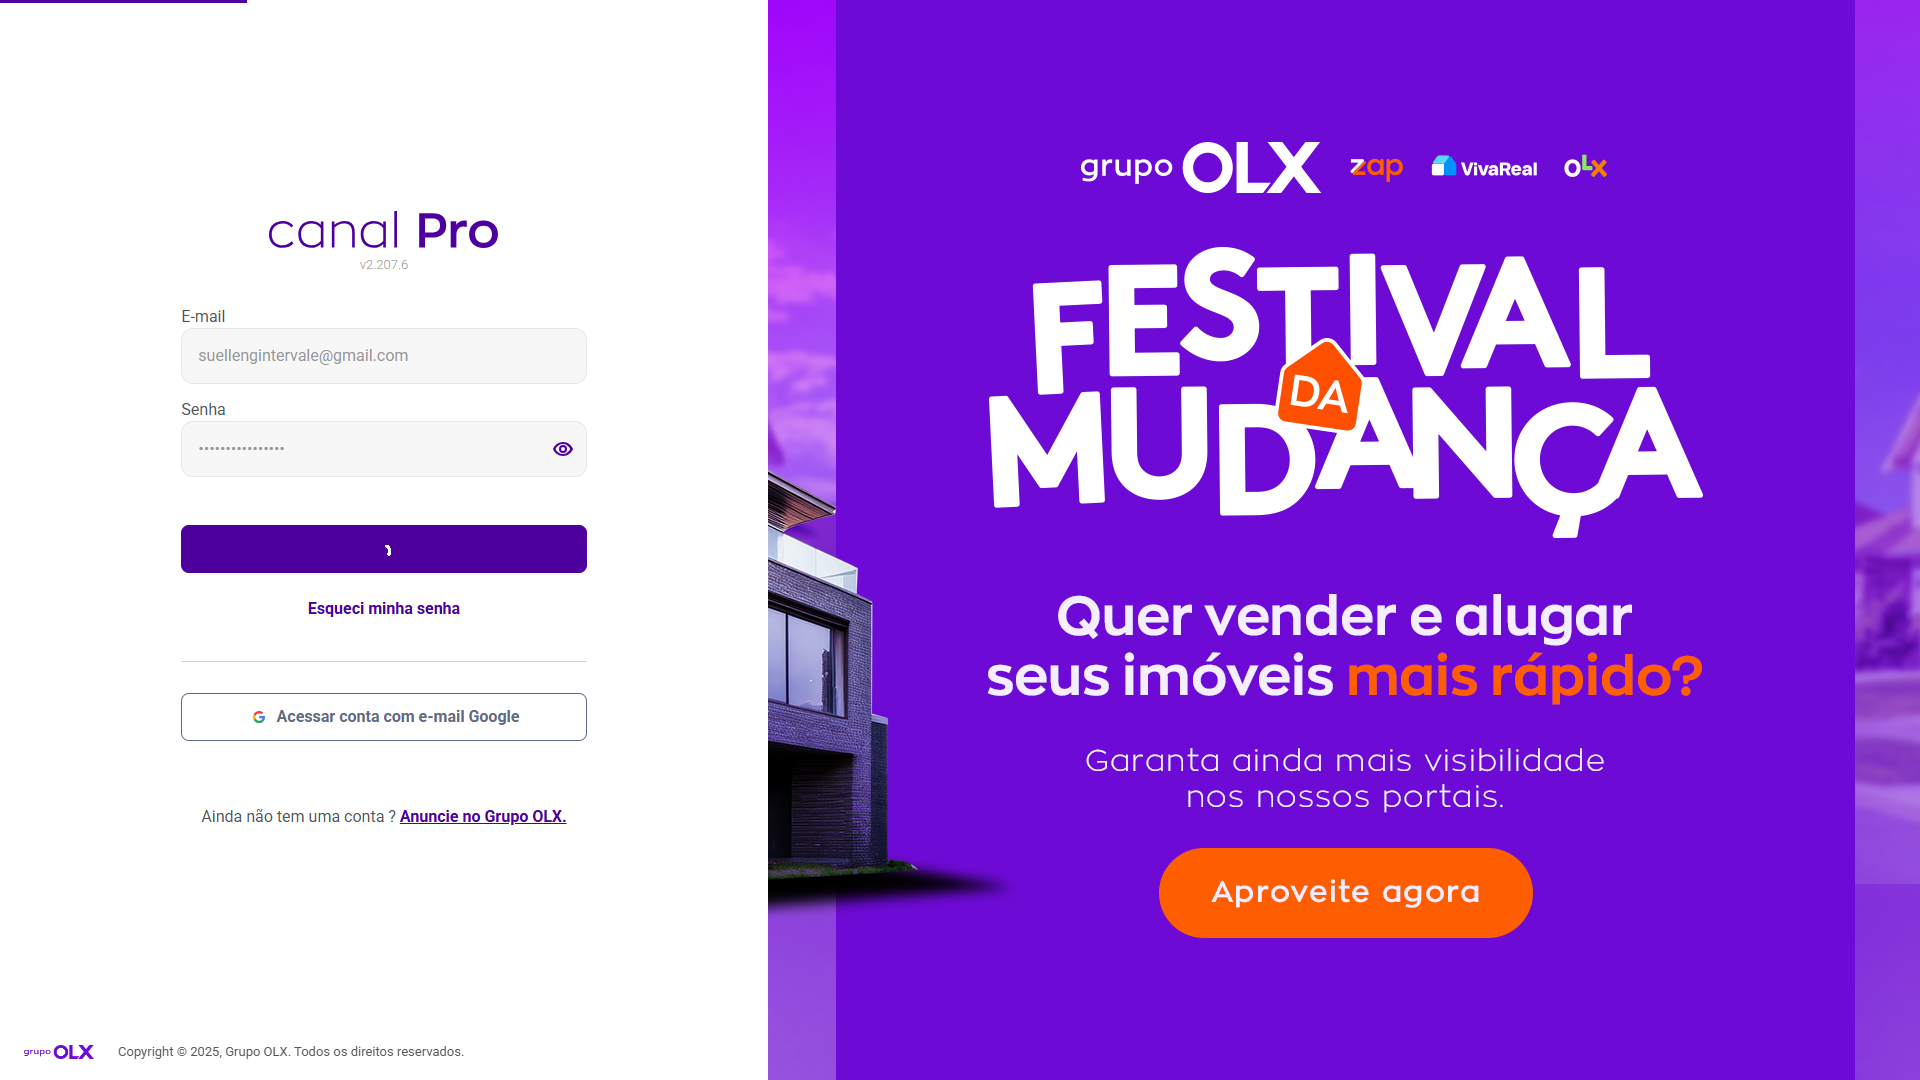 canal Pro
v2.207.6
E-mail
suellengintervale@gmail.com
Senha
••••••••••••••••
Esqueci minha senha
Acessar conta com e-mail Google
Ainda não tem uma conta ? Anuncie no Grupo OLX.
grupo OLX
Copyright © 2025, Grupo OLX. Todos os direitos reservados.
grupo OLX zap VivaReal OLX
FESTIVAL
DA
MUDANÇA
Quer vender e alugar
seus imóveis mais rápido?
Garanta ainda mais visibilidade
nos nossos portais.
Aproveite agora